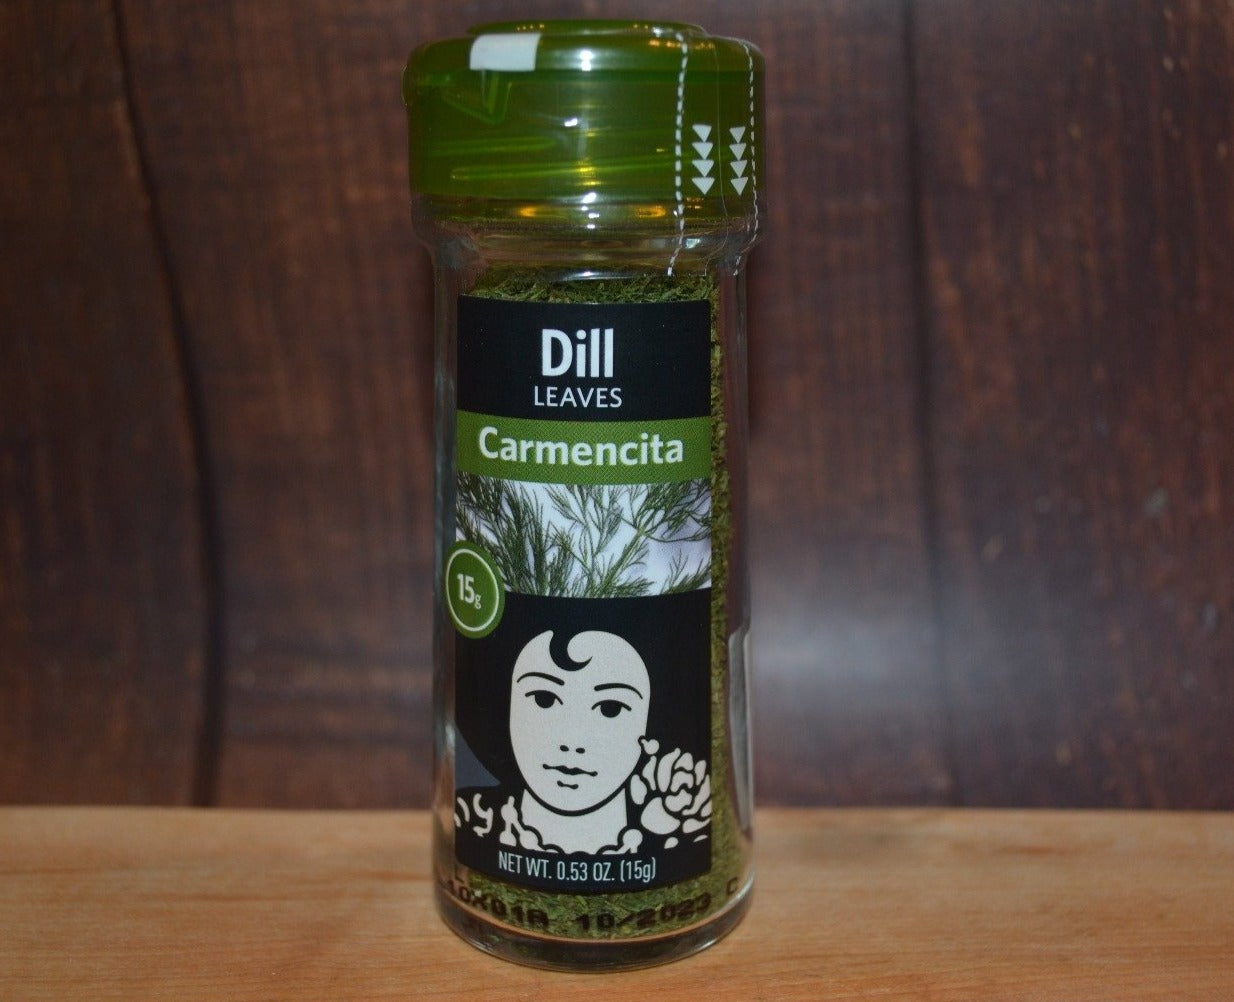 Dill
LEAVES
Carmencita
15g
NET WT. 0.53 OZ. (15g)
10/2023 C